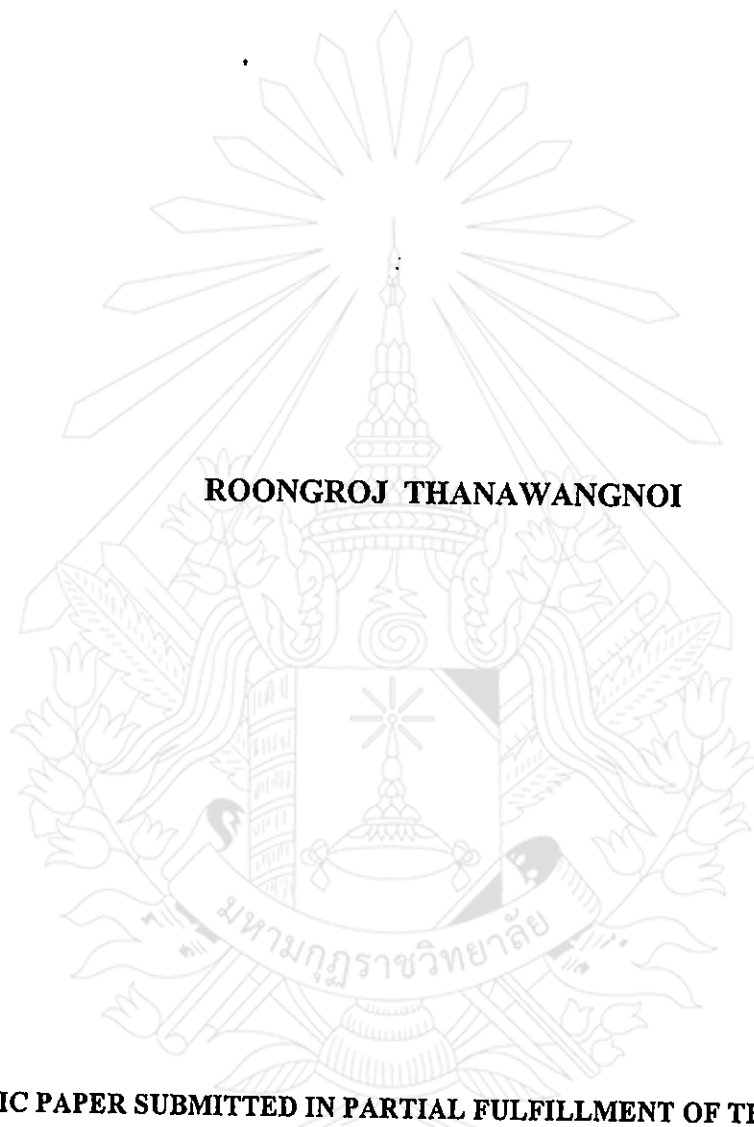 ROONGROJ THANAWANGNOI
มหามกุฏราชวิทยาลัย
IC PAPER SUBMITTED IN PARTIAL FULFILLMENT OF